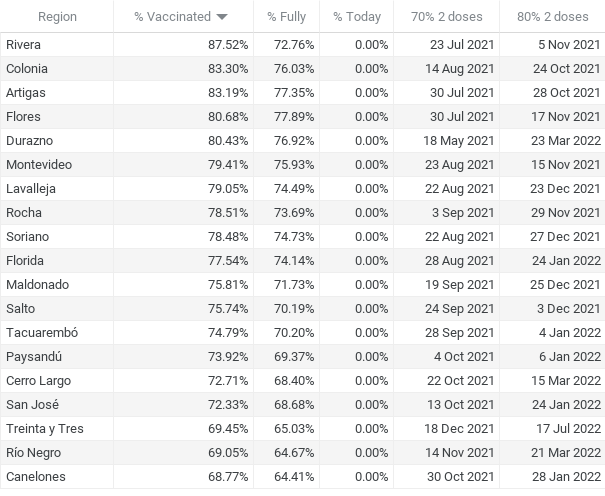 Region % Vaccinated % Fully % Today 70% 2 doses 80% 2 doses
Rivera 87.52% 72.76% 0.00% 23 Jul 2021 5 Nov 2021
Colonia 83.30% 76.03% 0.00% 14 Aug 2021 24 Oct 2021
Artigas 83.19% 77.35% 0.00% 30 Jul 2021 28 Oct 2021
Flores 80.68% 77.89% 0.00% 30 Jul 2021 17 Nov 2021
Durazno 80.43% 76.92% 0.00% 18 May 2021 23 Mar 2022
Montevideo 79.41% 75.93% 0.00% 23 Aug 2021 15 Nov 2021
Lavalleja 79.05% 74.49% 0.00% 22 Aug 2021 23 Dec 2021
Rocha 78.51% 73.69% 0.00% 3 Sep 2021 29 Nov 2021
Soriano 78.48% 74.73% 0.00% 22 Aug 2021 27 Dec 2021
Florida 77.54% 74.14% 0.00% 28 Aug 2021 24 Jan 2022
Maldonado 75.81% 71.73% 0.00% 19 Sep 2021 25 Dec 2021
Salto 75.74% 70.19% 0.00% 24 Sep 2021 3 Dec 2021
Tacuarembó 74.79% 70.20% 0.00% 28 Sep 2021 4 Jan 2022
Paysandú 73.92% 69.37% 0.00% 4 Oct 2021 6 Jan 2022
Cerro Largo 72.71% 68.40% 0.00% 22 Oct 2021 15 Mar 2022
San José 72.33% 68.68% 0.00% 13 Oct 2021 24 Jan 2022
Treinta y Tres 69.45% 65.03% 0.00% 18 Dec 2021 17 Jul 2022
Río Negro 69.05% 64.67% 0.00% 14 Nov 2021 21 Mar 2022
Canelones 68.77% 64.41% 0.00% 30 Oct 2021 28 Jan 2022